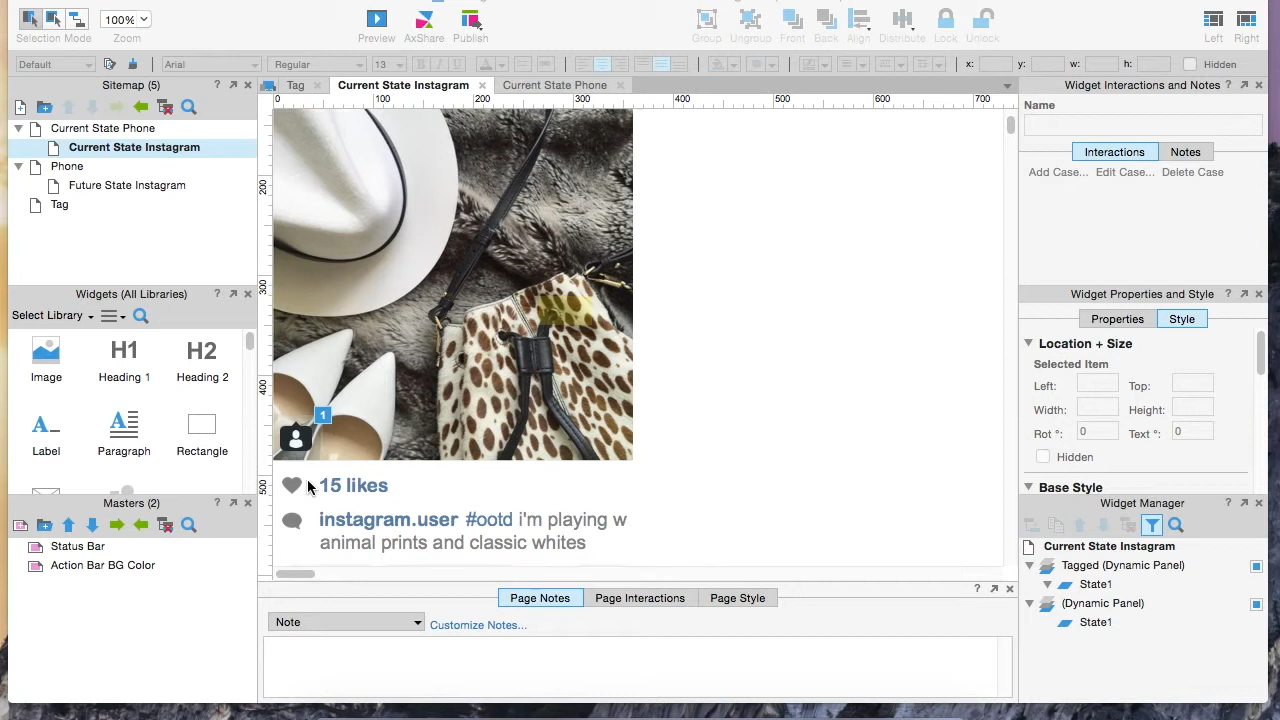 100%
Selection Mode
Zoom
Preview
AxShare
Publish
Group
Ungroup
Front
Back
Align
Distribute
Lock
Unlock
Left
Right
Default
Arial
Regular
13
B I U
x:
y:
w:
h:
Hidden
Sitemap (5)
Current State Phone
Current State Instagram
Phone
Future State Instagram
Tag
Widgets (All Libraries)
Select Library
Image
H1
Heading 1
H2
Heading 2
Label
Paragraph
Rectangle
Masters (2)
Status Bar
Action Bar BG Color
Tag
Current State Instagram
Current State Phone
0 100 200 300 400 500 600 700
200
300
400
500
1
15 likes
instagram.user #ootd i'm playing w
animal prints and classic whites
Page Notes
Page Interactions
Page Style
Note
Customize Notes...
Widget Interactions and Notes
Name
Interactions
Notes
Add Case...
Edit Case...
Delete Case
Widget Properties and Style
Properties
Style
Location + Size
Selected Item
Left:
Top:
Width:
Height:
Rot °: 0
Text °: 0
Hidden
Base Style
Widget Manager
Current State Instagram
Tagged (Dynamic Panel)
State1
(Dynamic Panel)
State1